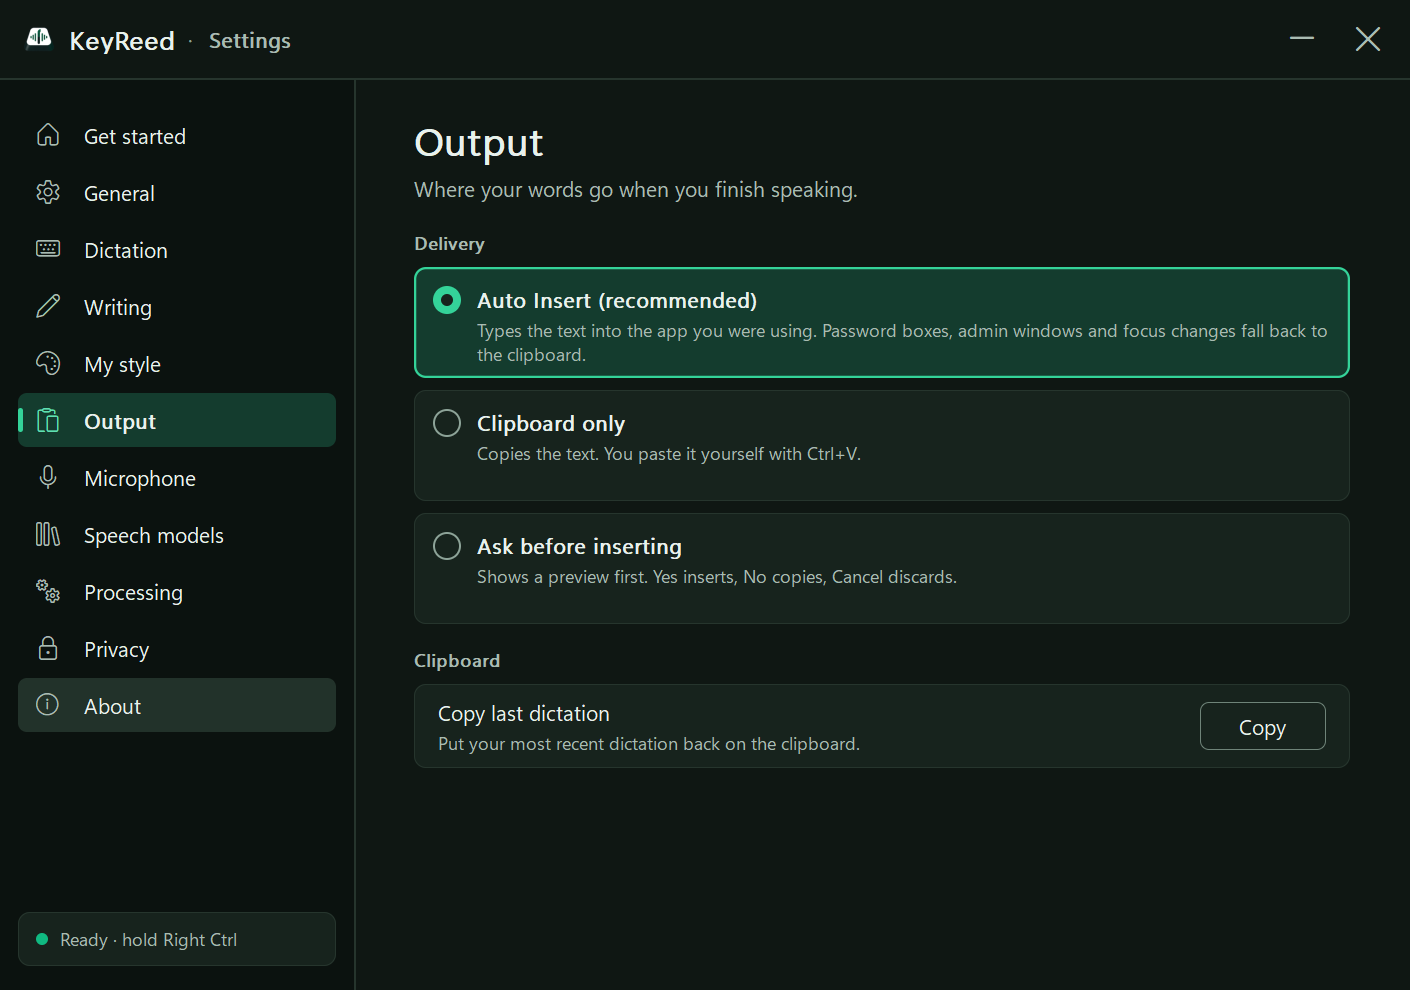 KeyReed · Settings
Get started
General
Dictation
Writing
My style
Output
Microphone
Speech models
Processing
Privacy
About
Ready · hold Right Ctrl
Output
Where your words go when you finish speaking.
Delivery
Auto Insert (recommended)
Types the text into the app you were using. Password boxes, admin windows and focus changes fall back to
the clipboard.
Clipboard only
Copies the text. You paste it yourself with Ctrl+V.
Ask before inserting
Shows a preview first. Yes inserts, No copies, Cancel discards.
Clipboard
Copy last dictation
Put your most recent dictation back on the clipboard.
Copy